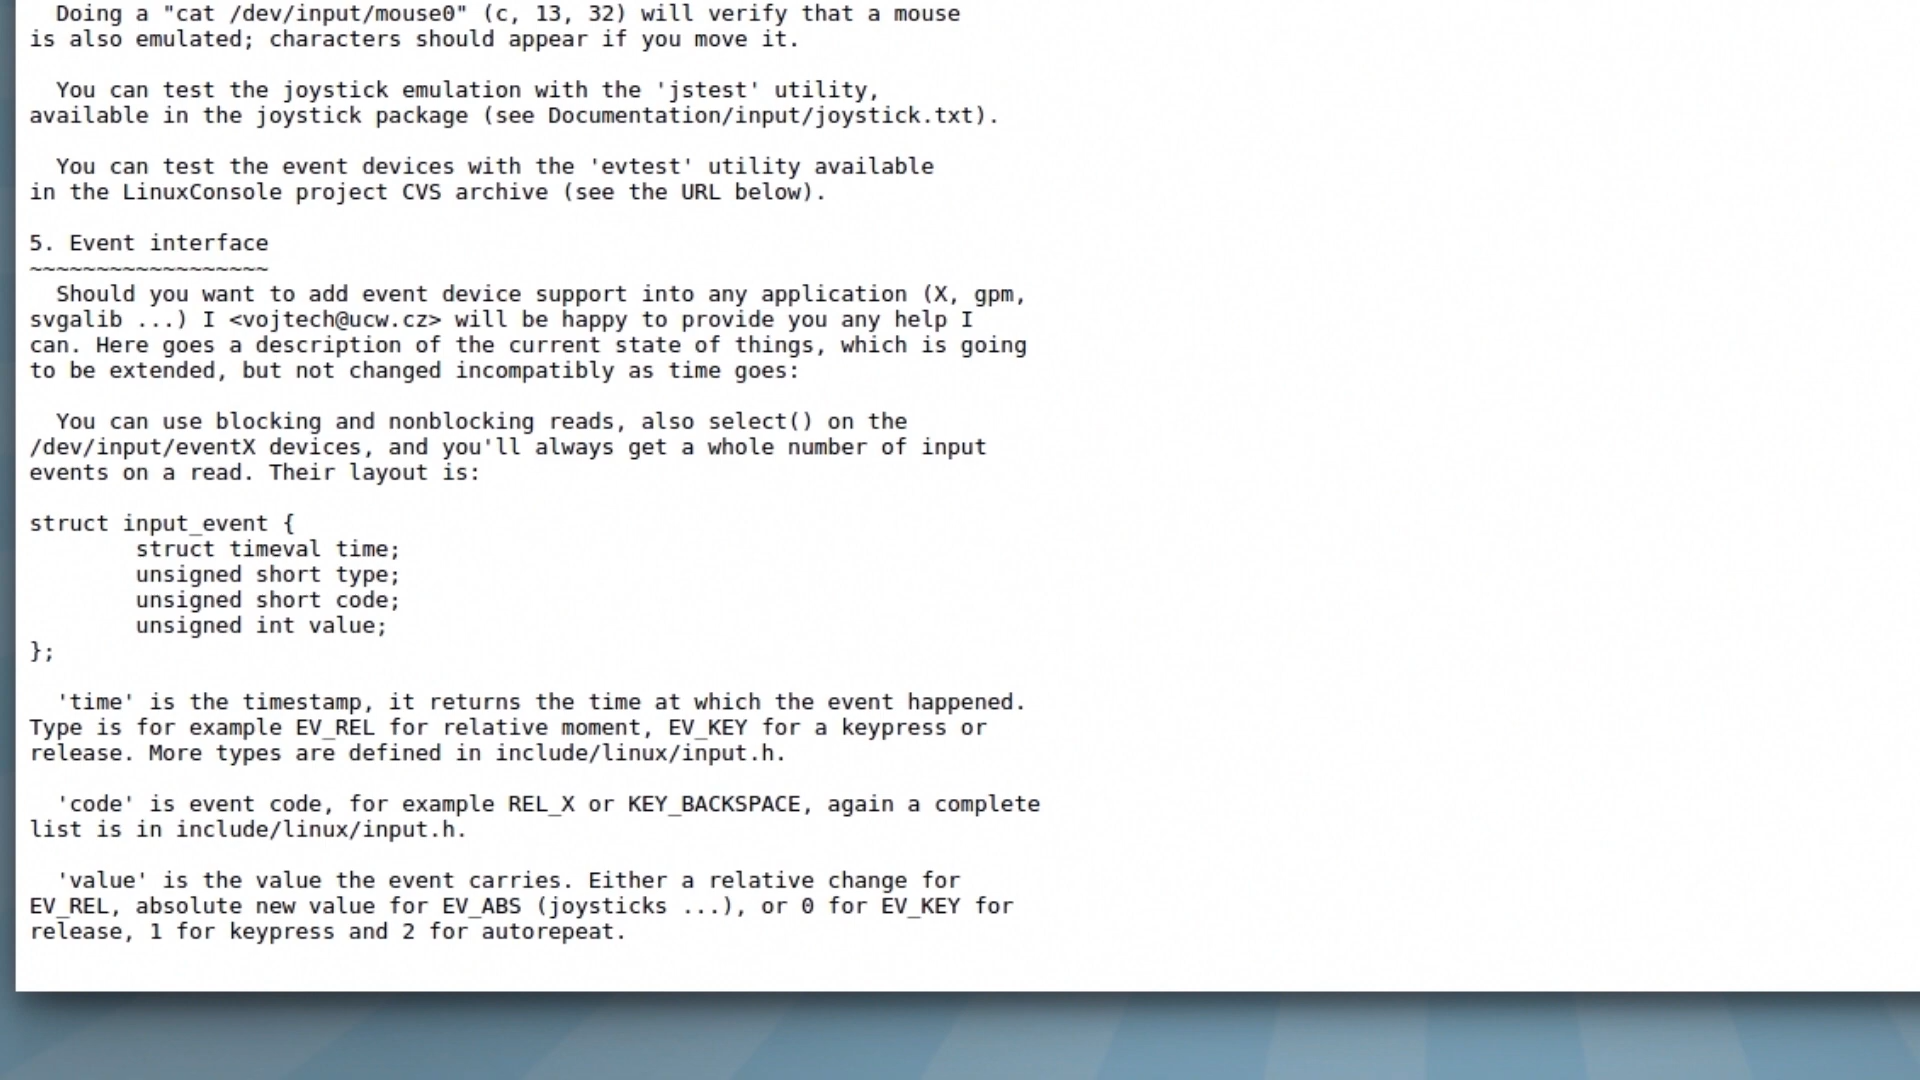 Doing a "cat /dev/input/mouse0" (c, 13, 32) will verify that a mouse
is also emulated; characters should appear if you move it.
You can test the joystick emulation with the 'jstest' utility,
available in the joystick package (see Documentation/input/joystick.txt).
You can test the event devices with the 'evtest' utility available
in the LinuxConsole project CVS archive (see the URL below).
5. Event interface
~~~~~~~~~~~~~~~~~~
Should you want to add event device support into any application (X, gpm,
svgalib ...) I <vojtech@ucw.cz> will be happy to provide you any help I
can. Here goes a description of the current state of things, which is going
to be extended, but not changed incompatibly as time goes:
You can use blocking and nonblocking reads, also select() on the
/dev/input/eventX devices, and you'll always get a whole number of input
events on a read. Their layout is:
struct input_event {
struct timeval time;
unsigned short type;
unsigned short code;
unsigned int value;
};
'time' is the timestamp, it returns the time at which the event happened.
Type is for example EV_REL for relative moment, EV_KEY for a keypress or
release. More types are defined in include/linux/input.h.
'code' is event code, for example REL_X or KEY_BACKSPACE, again a complete
list is in include/linux/input.h.
'value' is the value the event carries. Either a relative change for
EV_REL, absolute new value for EV_ABS (joysticks ...), or 0 for EV_KEY for
release, 1 for keypress and 2 for autorepeat.